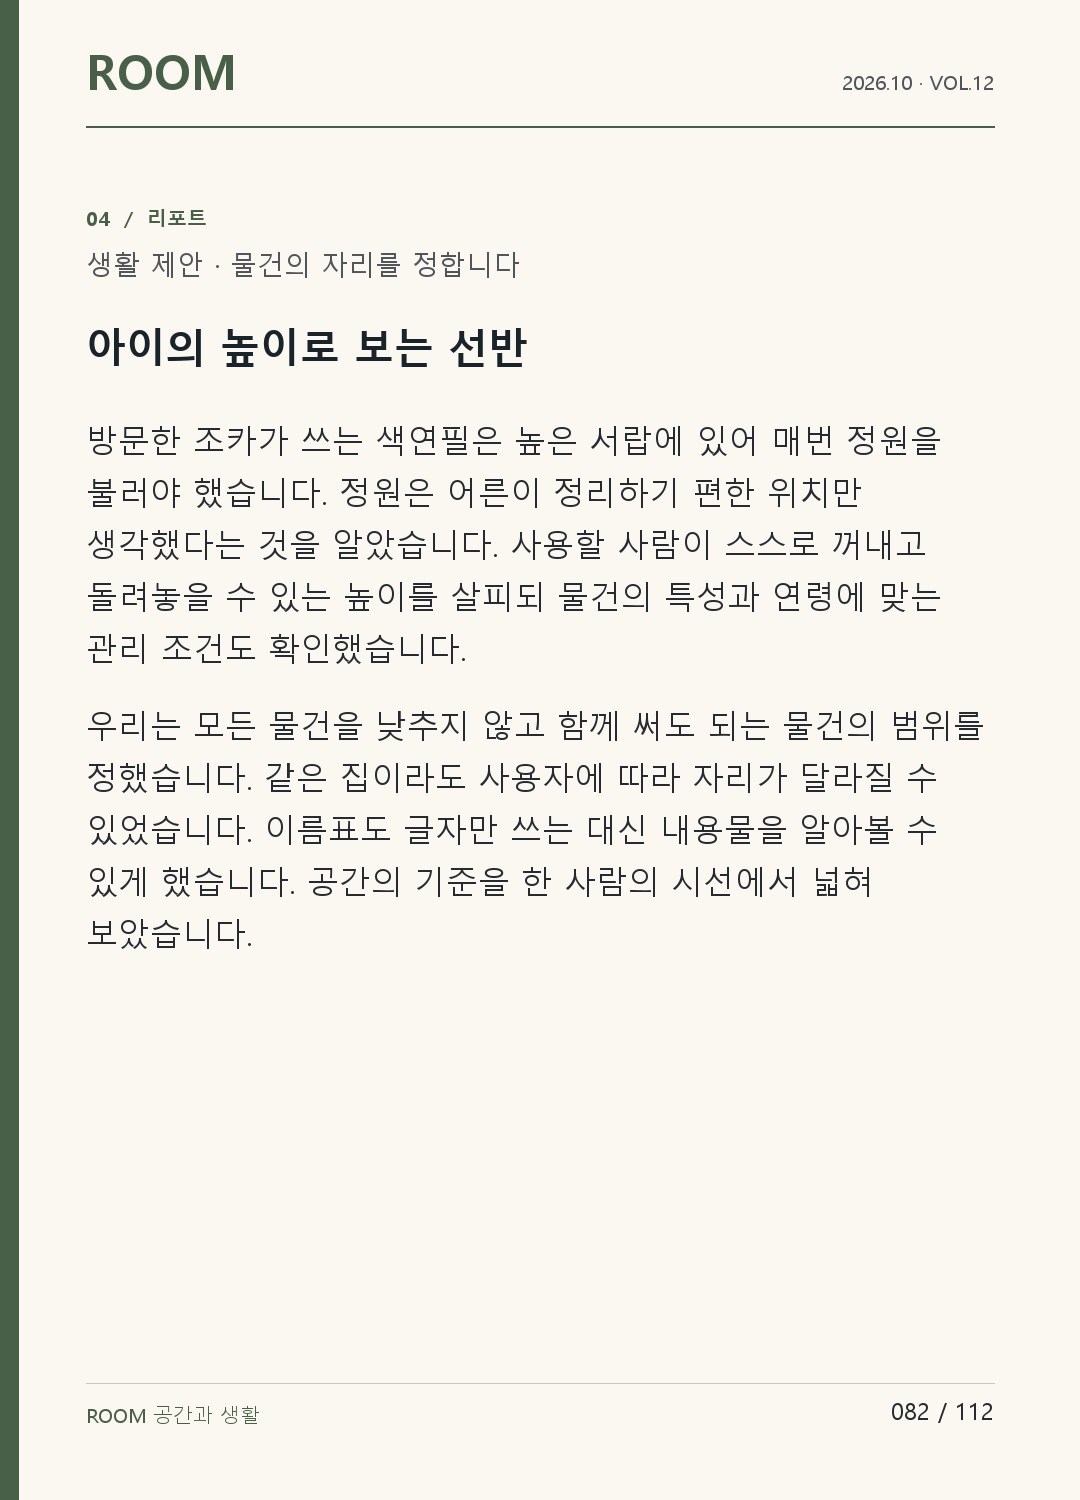 ROOM
2026.10 · VOL.12
04 / 리포트
생활 제안 · 물건의 자리를 정합니다
아이의 높이로 보는 선반
방문한 조카가 쓰는 색연필은 높은 서랍에 있어 매번 정원을
불러야 했습니다. 정원은 어른이 정리하기 편한 위치만
생각했다는 것을 알았습니다. 사용할 사람이 스스로 꺼내고
돌려놓을 수 있는 높이를 살피되 물건의 특성과 연령에 맞는
관리 조건도 확인했습니다.
우리는 모든 물건을 낮추지 않고 함께 써도 되는 물건의 범위를
정했습니다. 같은 집이라도 사용자에 따라 자리가 달라질 수
있었습니다. 이름표도 글자만 쓰는 대신 내용물을 알아볼 수
있게 했습니다. 공간의 기준을 한 사람의 시선에서 넓혀
보았습니다.
ROOM 공간과 생활
082 / 112